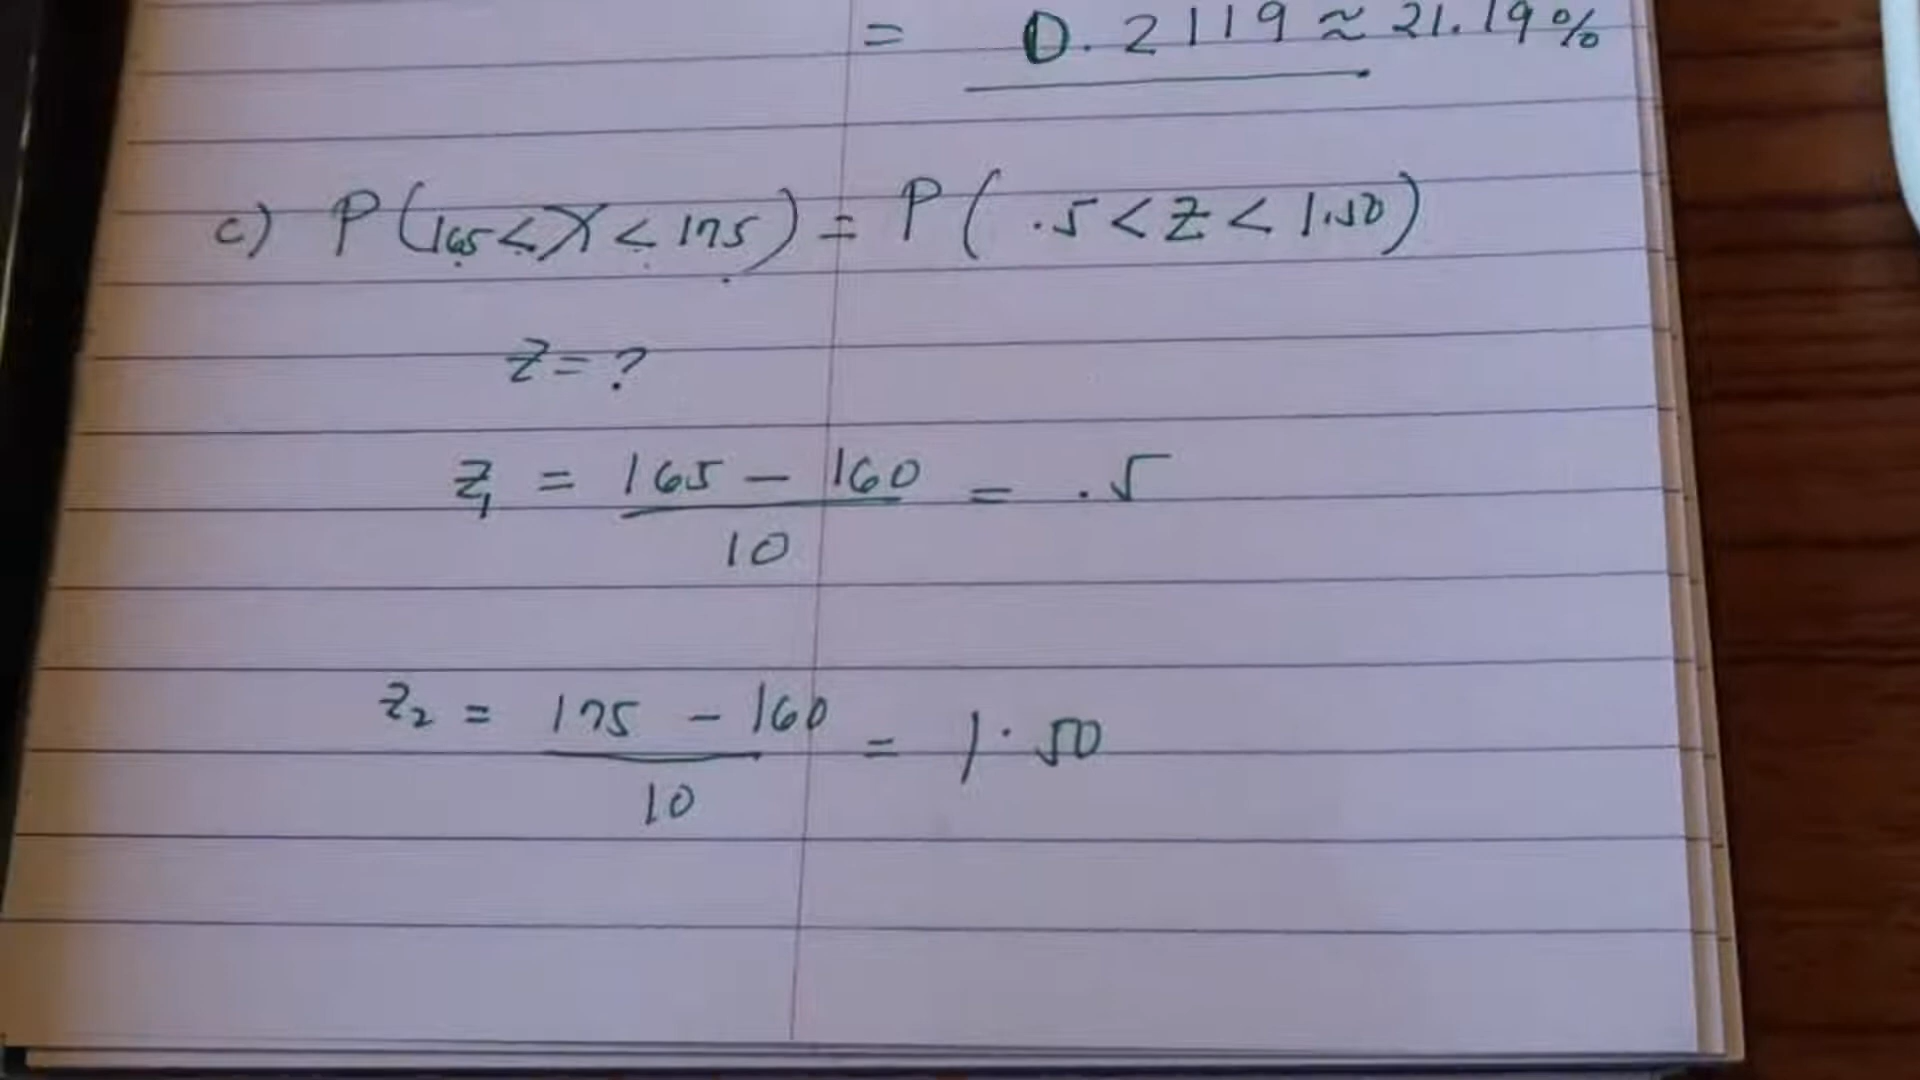 = 0.2119 ≈ 21.19%
c) P(165<X<175) = P( .5<Z<1.50)
Z=?
Z₁ = 165 - 160 = .5
10
Z₂ = 175 - 160 = 1.50
10